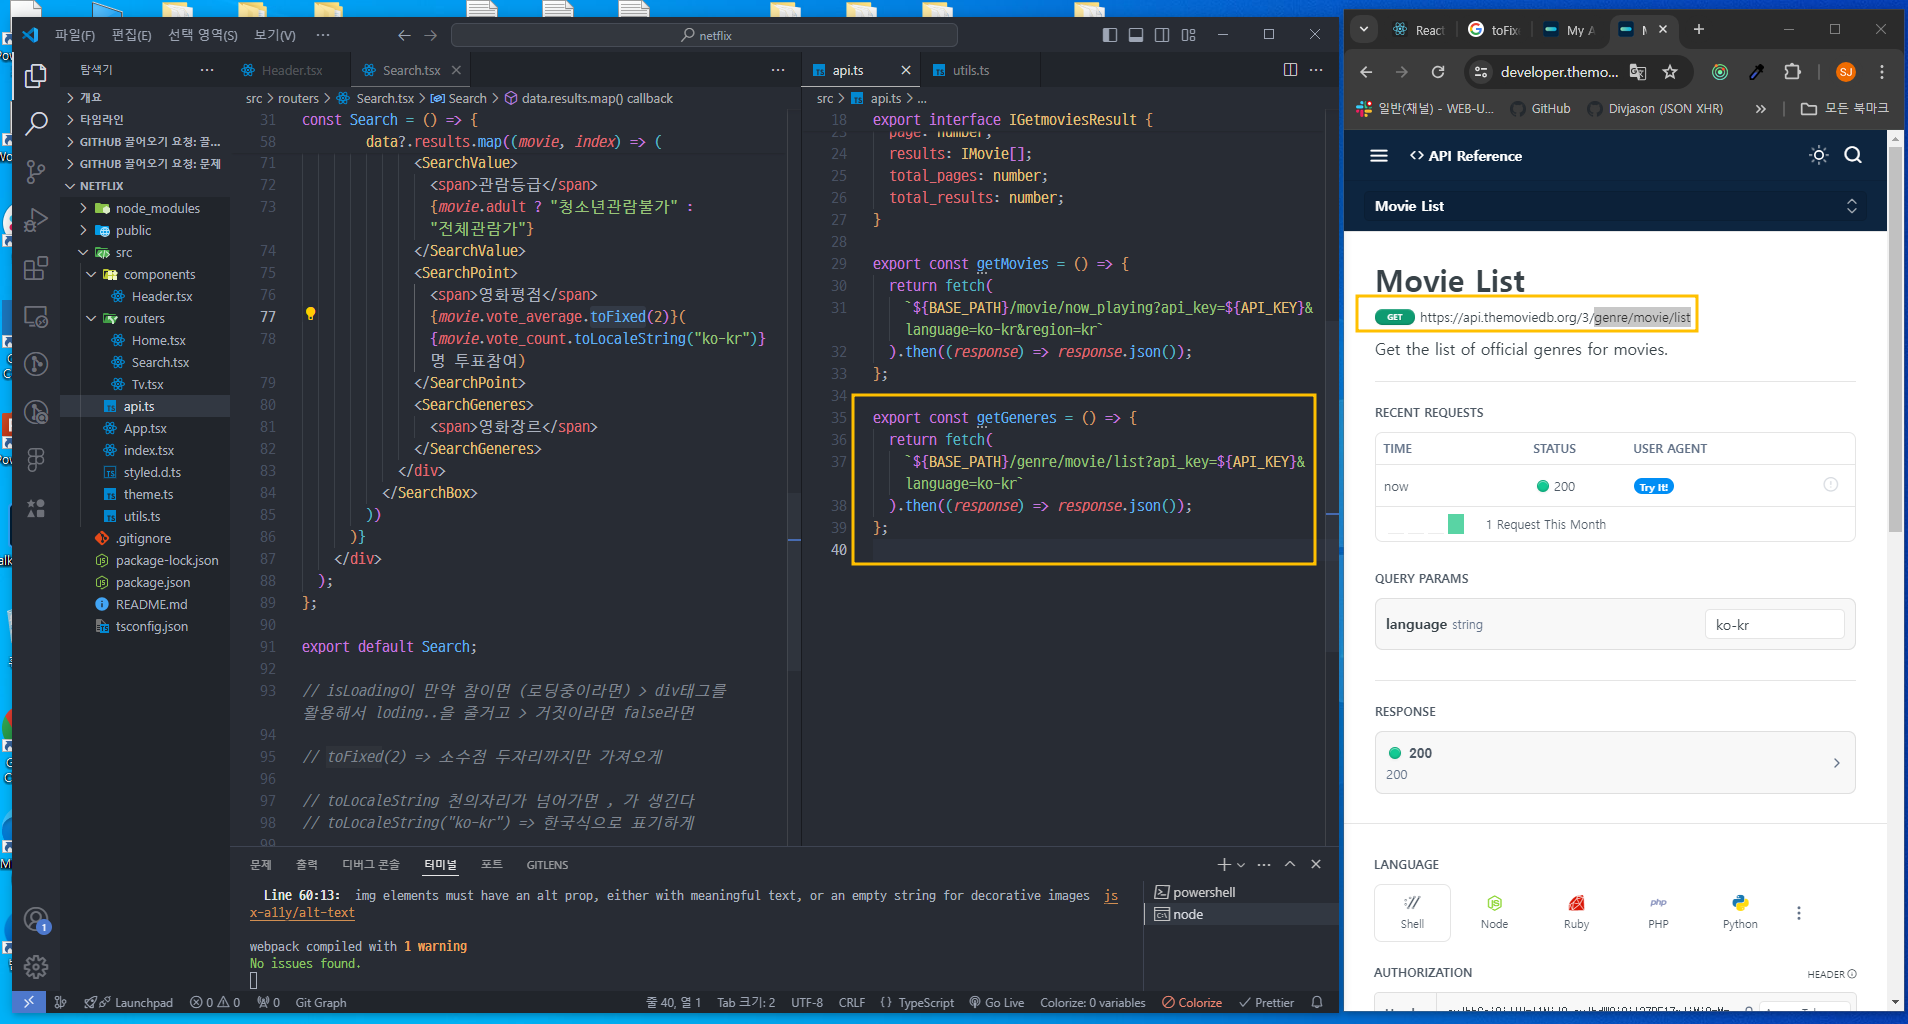 파일(F) 편집(E) 선택 영역(S) 보기(V) ··· netflix
탐색기 ···
개요
타임라인
GITHUB 끌어오기 요청: 끌...
GITHUB 끌어오기 요청: 문제
NETFLIX
node_modules
public
src
components
Header.tsx
routers
Home.tsx
Search.tsx
Tv.tsx
api.ts
App.tsx
index.tsx
styled.d.ts
theme.ts
utils.ts
.gitignore
package-lock.json
package.json
README.md
tsconfig.json
Header.tsx Search.tsx
src > routers > Search.tsx > Search > data.results.map() callback
31 const Search = () => {
58 data?.results.map((movie, index) => (
71 <SearchValue>
72 <span>관람등급</span>
73 {movie.adult ? "청소년관람불가" :
"전체관람가"}
74 </SearchValue>
75 <SearchPoint>
76 <span>영화평점</span>
77 {movie.vote_average.toFixed(2)}(
78 {movie.vote_count.toLocaleString("ko-kr")}
명 투표참여)
79 </SearchPoint>
80 <SearchGeneres>
81 <span>영화장르</span>
82 </SearchGeneres>
83 </div>
84 </SearchBox>
85 ))
86 )}
87 </div>
88 );
89 };
90
91 export default Search;
92
93 // isLoading이 만약 참이면 (로딩중이라면) > div태그를
활용해서 loding..을 줄거고 > 거짓이라면 false라면
94
95 // toFixed(2) => 소수점 두자리까지만 가져오게
96
97 // toLocaleString 천의자리가 넘어가면 , 가 생긴다
98 // toLocaleString("ko-kr") => 한국식으로 표기하게
99
api.ts utils.ts
src > api.ts > ...
18 export interface IGetmoviesResult {
23 page: number;
24 results: IMovie[];
25 total_pages: number;
26 total_results: number;
27 }
28
29 export const getMovies = () => {
30 return fetch(
31 `${BASE_PATH}/movie/now_playing?api_key=${API_KEY}&
language=ko-kr&region=kr`
32 ).then((response) => response.json());
33 };
34
35 export const getGeneres = () => {
36 return fetch(
37 `${BASE_PATH}/genre/movie/list?api_key=${API_KEY}&
language=ko-kr`
38 ).then((response) => response.json());
39 };
40
문제 출력 디버그 콘솔 터미널 포트 GITLENS
Line 60:13: img elements must have an alt prop, either with meaningful text, or an empty string for decorative images js
x-a11y/alt-text
webpack compiled with 1 warning
No issues found.
powershell
node
Launchpad 0 0 0 Git Graph 줄 40, 열 1 Tab 크기: 2 UTF-8 CRLF {} TypeScript Go Live Colorize: 0 variables Colorize Prettier
React toFix My A M
developer.themo... SJ
일반(채널) - WEB-U... GitHub Divjason (JSON XHR) » 모든 북마크
<> API Reference
Movie List
Movie List
GET https://api.themoviedb.org/3/genre/movie/list
Get the list of official genres for movies.
RECENT REQUESTS
TIME STATUS USER AGENT
now 200 Try It!
1 Request This Month
QUERY PARAMS
language string ko-kr
RESPONSE
200
200
LANGUAGE
Shell Node Ruby PHP Python
AUTHORIZATION HEADER